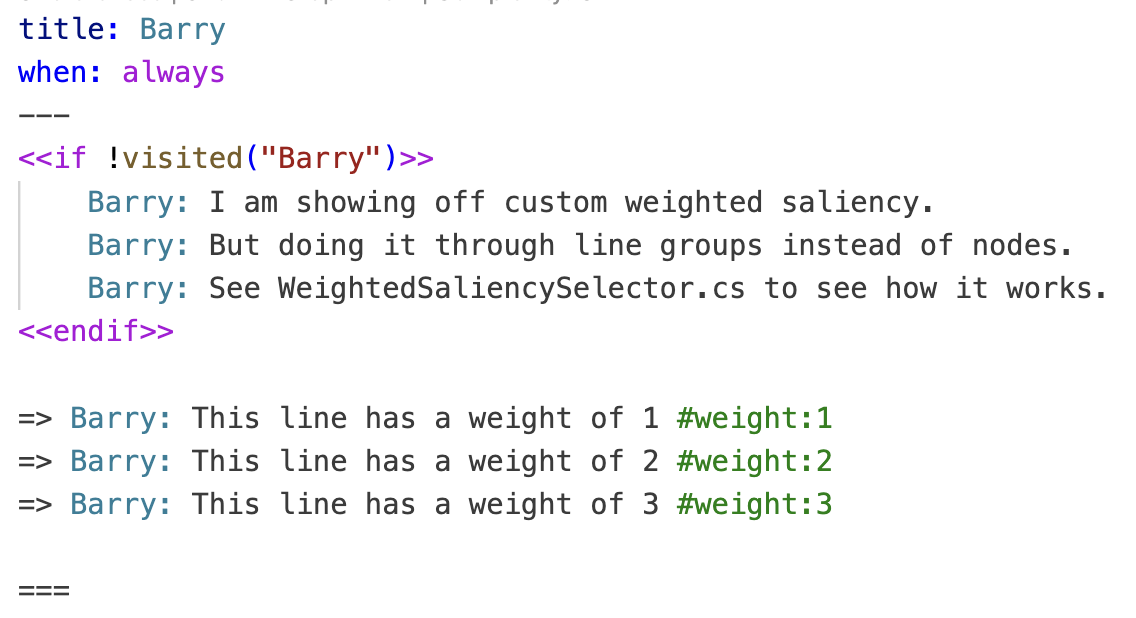 title: Barry
when: always
---
<<if !visited("Barry")>>
Barry: I am showing off custom weighted saliency.
Barry: But doing it through line groups instead of nodes.
Barry: See WeightedSaliencySelector.cs to see how it works.
<<endif>>
=> Barry: This line has a weight of 1 #weight:1
=> Barry: This line has a weight of 2 #weight:2
=> Barry: This line has a weight of 3 #weight:3
===